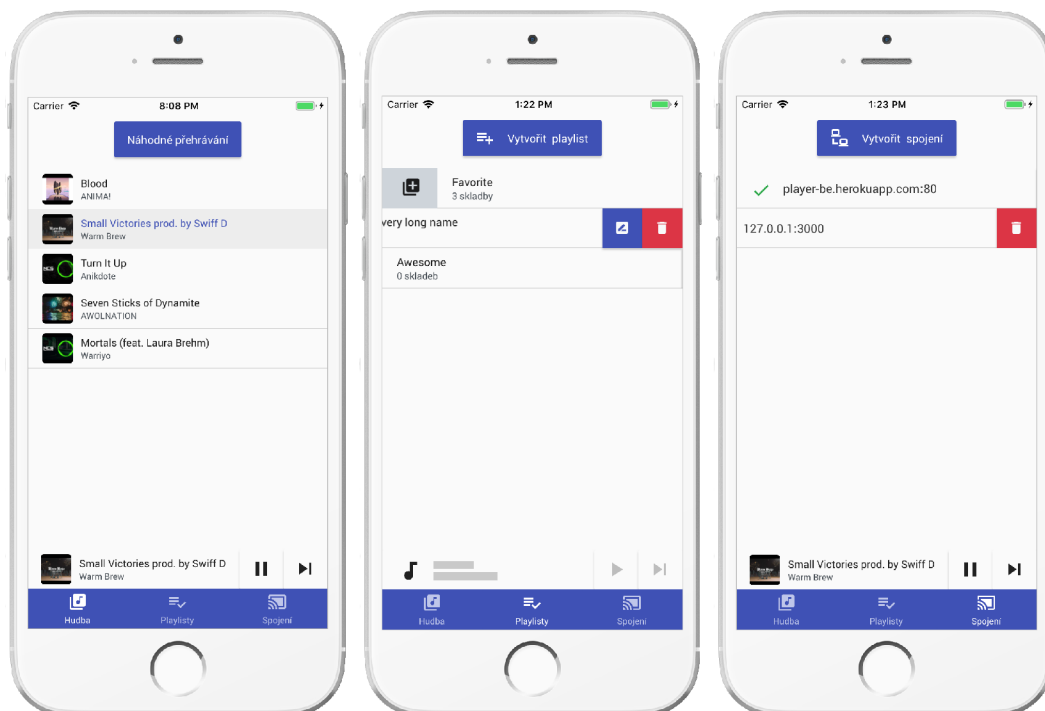 Carrier
8:08 PM
Náhodné přehrávání
Blood
ANIMA!
Small Victories prod. by Swiff D
Warm Brew
Turn It Up
Anikdote
Seven Sticks of Dynamite
AWOLNATION
Mortals (feat. Laura Brehm)
Warriyo
Small Victories prod. by Swiff D
Warm Brew
Hudba Playlisty Spojení
Carrier
1:22 PM
Vytvořit playlist
Favorite
3 skladby
very long name
Awesome
0 skladeb
Hudba Playlisty Spojení
Carrier
1:23 PM
Vytvořit spojení
player-be.herokuapp.com:80
127.0.0.1:3000
Small Victories prod. by Swiff D
Warm Brew
Hudba Playlisty Spojení